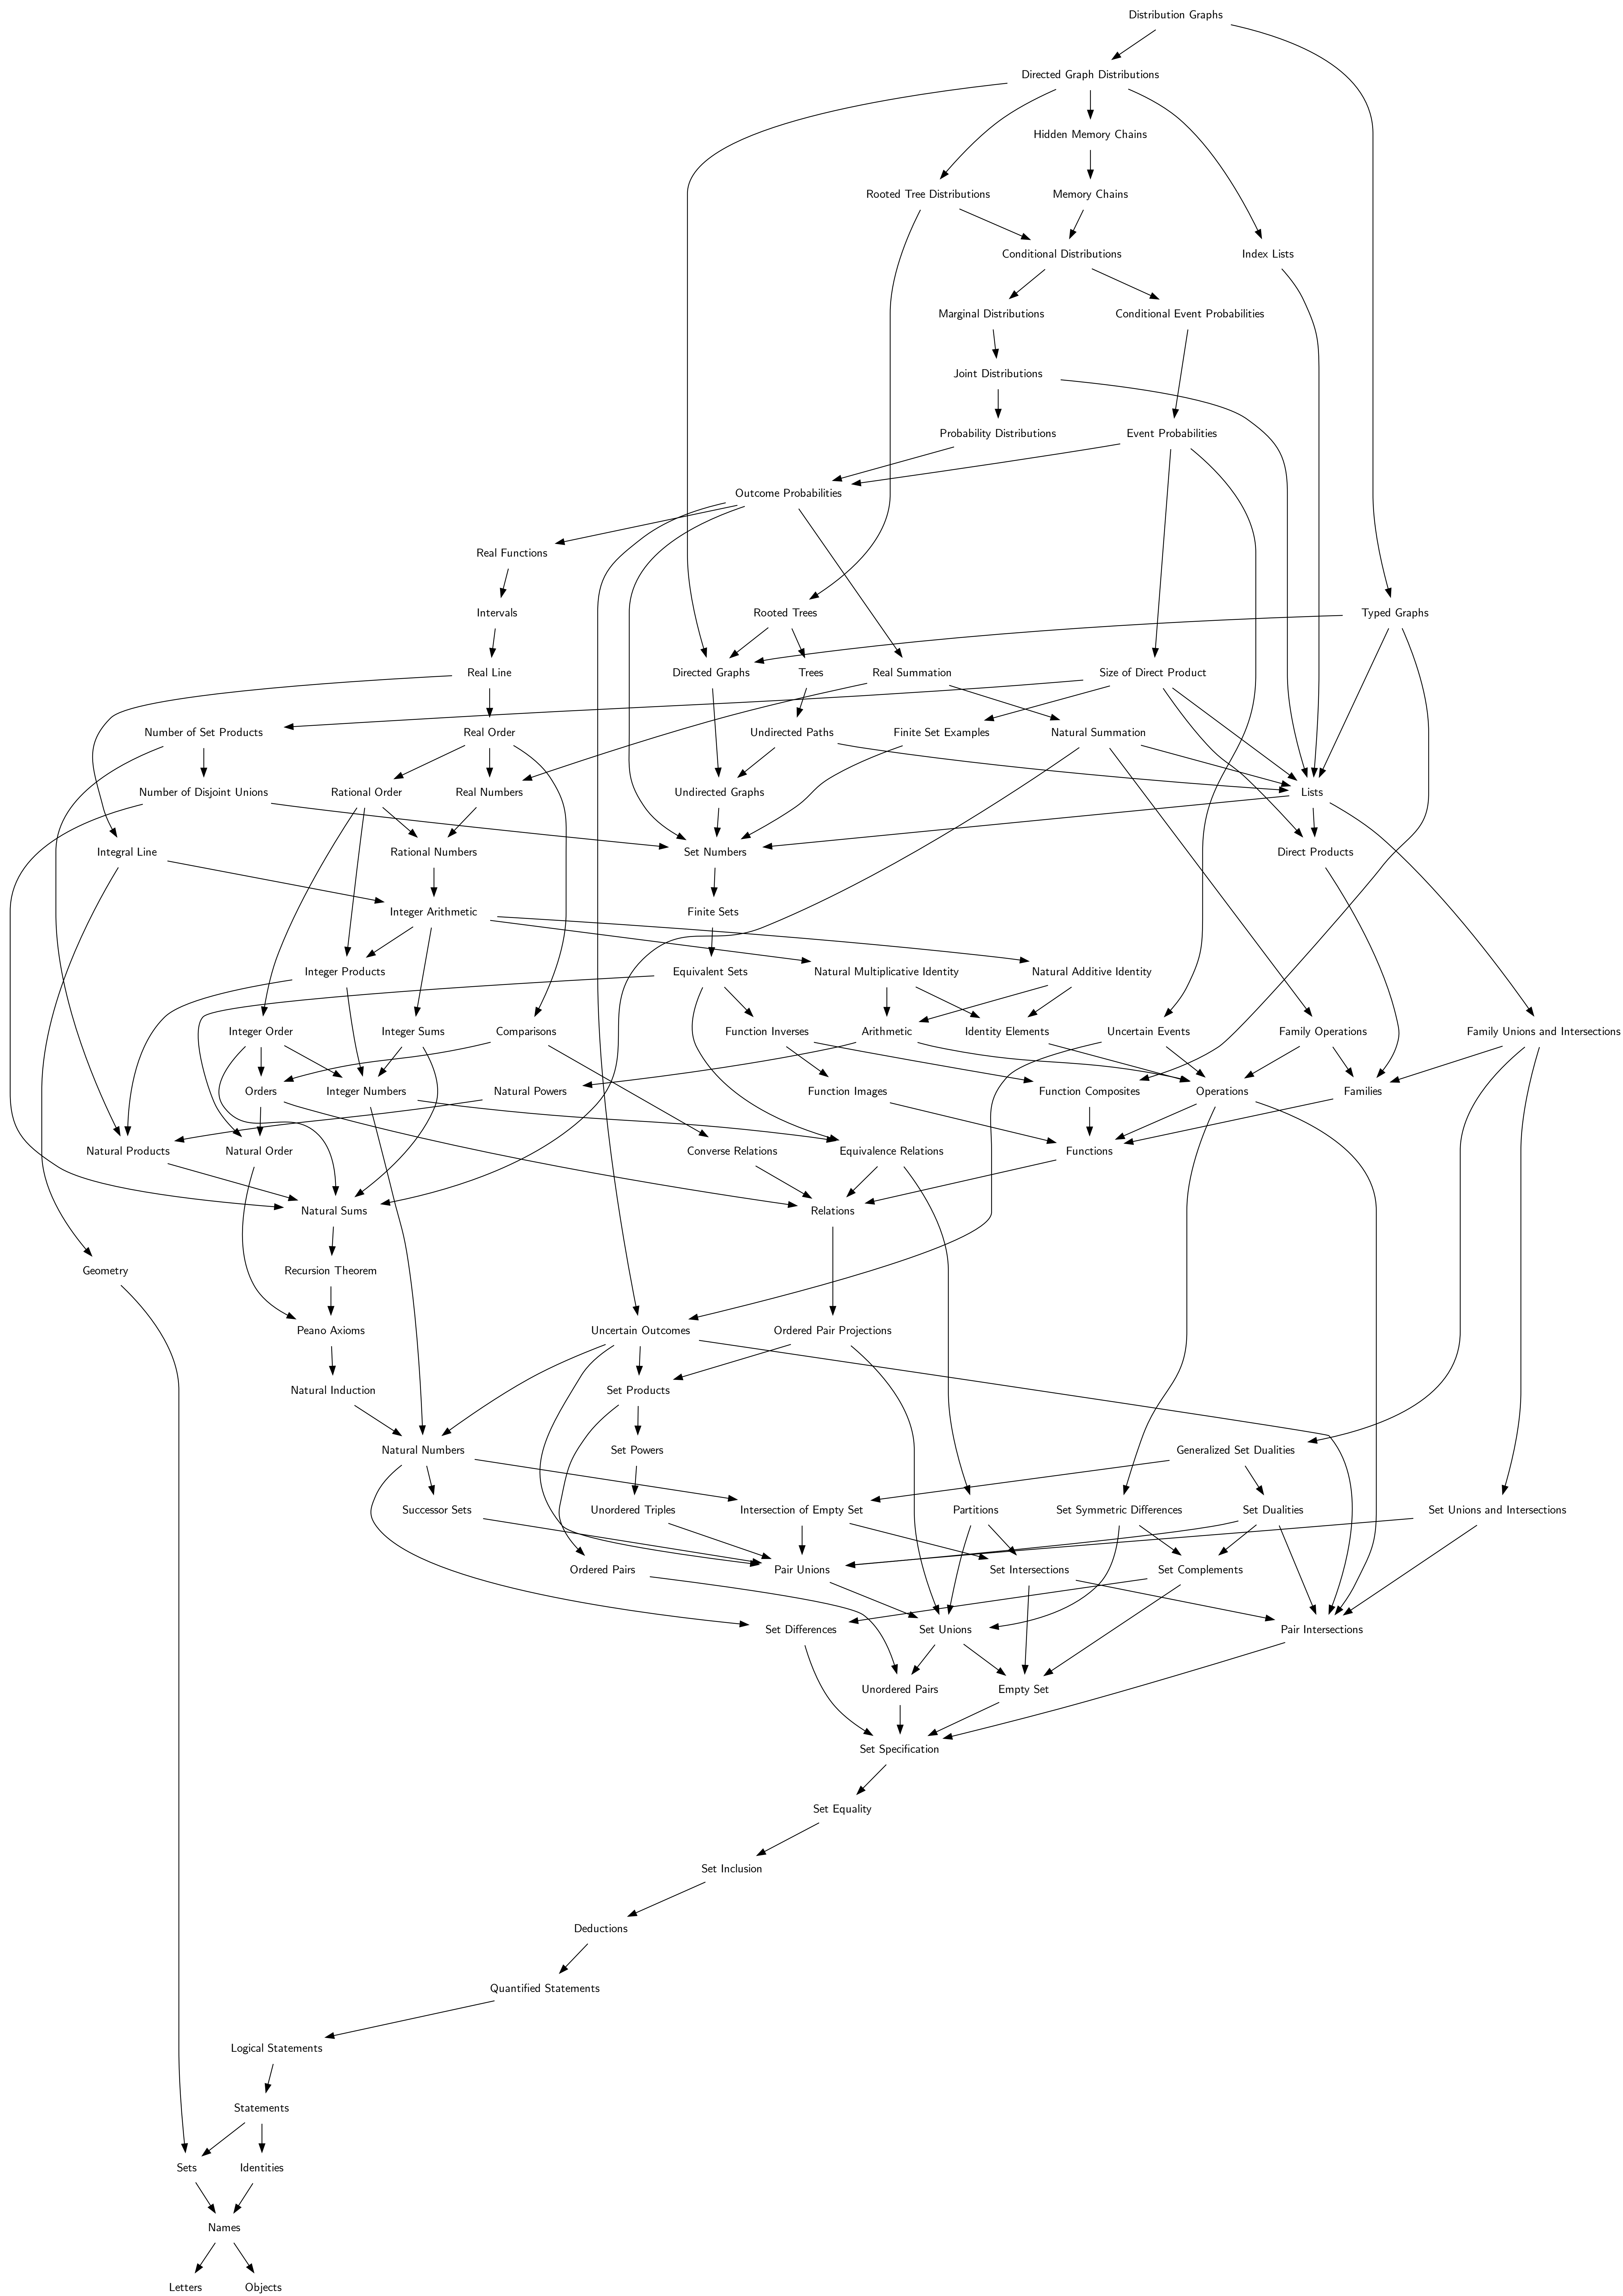 Distribution Graphs
Directed Graph Distributions
Hidden Memory Chains
Rooted Tree Distributions
Memory Chains
Conditional Distributions
Index Lists
Marginal Distributions
Conditional Event Probabilities
Joint Distributions
Probability Distributions
Event Probabilities
Outcome Probabilities
Real Functions
Intervals
Rooted Trees
Typed Graphs
Real Line
Directed Graphs
Trees
Real Summation
Size of Direct Product
Number of Set Products
Real Order
Undirected Paths
Finite Set Examples
Natural Summation
Number of Disjoint Unions
Rational Order
Real Numbers
Undirected Graphs
Lists
Integral Line
Rational Numbers
Set Numbers
Direct Products
Integer Arithmetic
Finite Sets
Integer Products
Equivalent Sets
Natural Multiplicative Identity
Natural Additive Identity
Integer Order
Integer Sums
Comparisons
Function Inverses
Arithmetic
Identity Elements
Uncertain Events
Family Operations
Family Unions and Intersections
Orders
Integer Numbers
Natural Powers
Function Images
Function Composites
Operations
Families
Natural Products
Natural Order
Converse Relations
Equivalence Relations
Functions
Natural Sums
Relations
Geometry
Recursion Theorem
Peano Axioms
Uncertain Outcomes
Ordered Pair Projections
Natural Induction
Set Products
Natural Numbers
Set Powers
Generalized Set Dualities
Successor Sets
Unordered Triples
Intersection of Empty Set
Partitions
Set Symmetric Differences
Set Dualities
Set Unions and Intersections
Ordered Pairs
Pair Unions
Set Intersections
Set Complements
Set Differences
Set Unions
Pair Intersections
Unordered Pairs
Empty Set
Set Specification
Set Equality
Set Inclusion
Deductions
Quantified Statements
Logical Statements
Statements
Sets
Identities
Names
Letters
Objects